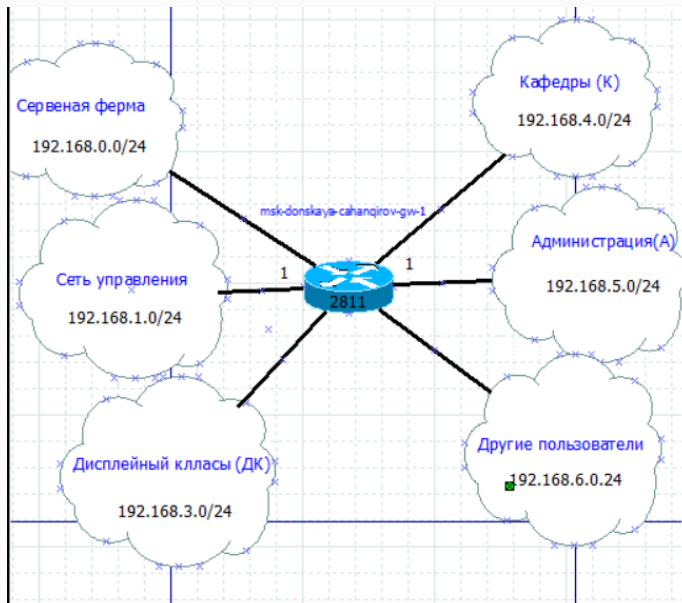 Сервеная ферма
192.168.0.0/24
Кафедры (К)
192.168.4.0/24
msk-donskaya-cahanqirov-gw-1
Сеть управления
192.168.1.0/24
1
2811
1
Администрация(А)
192.168.5.0/24
Дисплейный клласы (ДК)
192.168.3.0/24
Другие пользователи
192.168.6.0.24